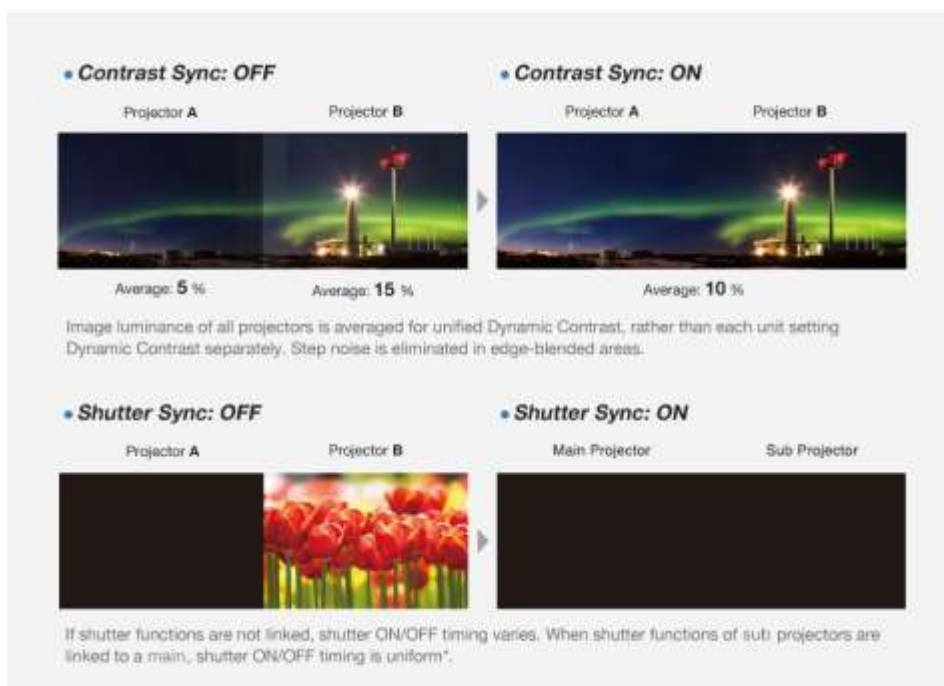 • Contrast Sync: OFF
• Contrast Sync: ON
Projector A
Projector B
Projector A
Projector B
Average: 5 %
Average: 15 %
Average: 10 %
Image luminance of all projectors is averaged for unified Dynamic Contrast, rather than each unit setting
Dynamic Contrast separately. Step noise is eliminated in edge-blended areas.
• Shutter Sync: OFF
• Shutter Sync: ON
Projector A
Projector B
Main Projector
Sub Projector
If shutter functions are not linked, shutter ON/OFF timing varies. When shutter functions of sub projectors are
linked to a main, shutter ON/OFF timing is uniform*.